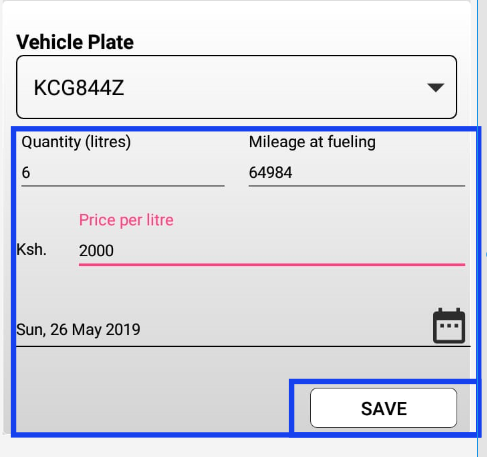 Vehicle Plate
KCG844Z
Quantity (litres) Mileage at fueling
6 64984
Price per litre
Ksh. 2000
Sun, 26 May 2019
SAVE